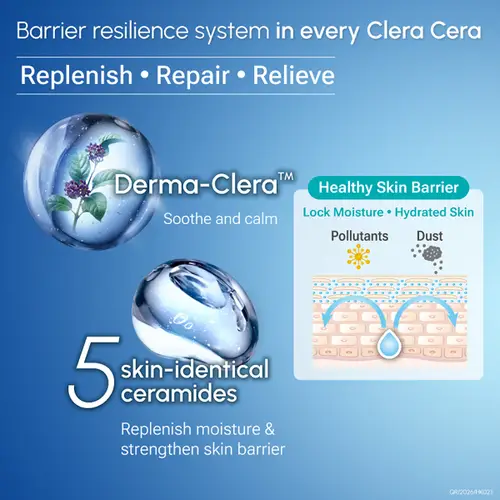 Barrier resilience system in every Clera Cera
Replenish • Repair • Relieve
Derma-Clera™
Soothe and calm
Healthy Skin Barrier
Lock Moisture • Hydrated Skin
Pollutants Dust
5 skin-identical
ceramides
Replenish moisture &
strengthen skin barrier